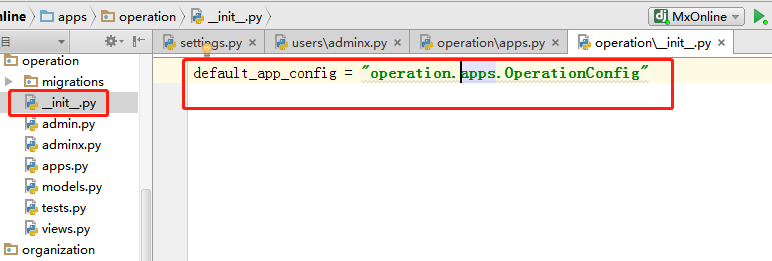 nline apps operation __init__.py MxOnline
目 settings.py users\adminx.py operation\apps.py operation\__init__.py
operation
migrations
__init__.py
admin.py
adminx.py
apps.py
models.py
tests.py
views.py
organization
default_app_config = "operation.apps.OperationConfig"